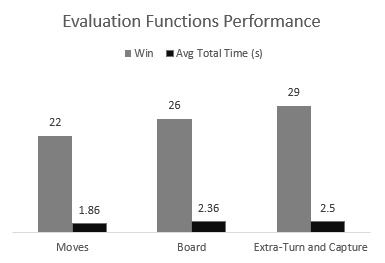 Evaluation Functions Performance
Win Avg Total Time (s)
22
1.86
26
2.36
29
2.5
Moves
Board
Extra-Turn and Capture